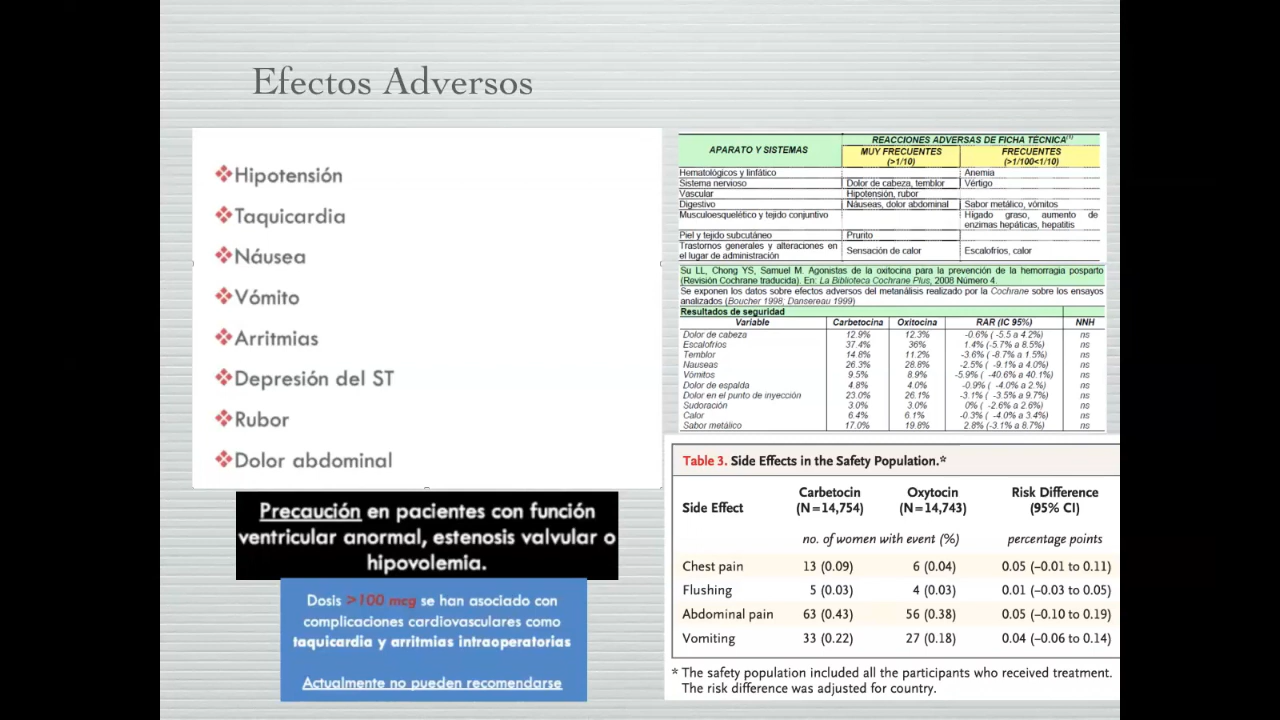 Efectos Adversos
❖Hipotensión
❖Taquicardia
❖Náusea
❖Vómito
❖Arritmias
❖Depresión del ST
❖Rubor
❖Dolor abdominal
Precaución en pacientes con función
ventricular anormal, estenosis valvular o
hipovolemia.
Dosis >100 mcg se han asociado con
complicaciones cardiovasculares como
taquicardia y arritmias intraoperatorias
Actualmente no pueden recomendarse
APARATO Y SISTEMAS REACCIONES ADVERSAS DE FICHA TÉCNICA(1)
MUY FRECUENTES FRECUENTES
(>1/10) (>1/100<1/10)
Hematológicos y linfático Anemia
Sistema nervioso Dolor de cabeza, temblor Vértigo
Vascular Hipotensión, rubor
Digestivo Náuseas, dolor abdominal Sabor metálico, vómitos
Musculoesquelético y tejido conjuntivo Hígado graso, aumento de
enzimas hepáticas, hepatitis
Piel y tejido subcutáneo Prurito
Trastornos generales y alteraciones en
el lugar de administración Sensación de calor Escalofríos, calor
Su LL, Chong YS, Samuel M. Agonistas de la oxitocina para la prevención de la hemorragia posparto
(Revisión Cochrane traducida). En: La Biblioteca Cochrane Plus, 2008 Número 4.
Se exponen los datos sobre efectos adversos del metanálisis realizado por la Cochrane sobre los ensayos
analizados (Boucher 1998; Dansereau 1999)
Resultados de seguridad
Variable Carbetocina Oxitocina RAR (IC 95%) NNH
Dolor de cabeza 12.9% 12.3% -0.6% ( -5.5 a 4.2%) ns
Escalofríos 37.4% 36% 1.4% (-5.7% a 8.5%) ns
Temblor 14.8% 11.2% -3.6% ( -8.7% a 1.5%) ns
Nauseas 26.3% 28.8% -2.5% ( -9.1% a 4.0%) ns
Vómitos 9.5% 8.9% -5.9% ( -40.6% a 40.1%) ns
Dolor de espalda 4.8% 4.0% -0.9% ( -4.0% a 2.%) ns
Dolor en el punto de inyección 23.0% 26.1% -3.1% ( -3.5% a 9.7%) ns
Sudoración 3.0% 3.0% 0% ( -2.6% a 2.6%) ns
Calor 6.4% 6.1% -0.3% ( -4.0% a 3.4%) ns
Sabor metálico 17.0% 19.8% 2.8% (-3.1% a 8.7%) ns
Table 3. Side Effects in the Safety Population.*
Side Effect Carbetocin Oxytocin Risk Difference
(N=14,754) (N=14,743) (95% CI)
no. of women with event (%) percentage points
Chest pain 13 (0.09) 6 (0.04) 0.05 (–0.01 to 0.11)
Flushing 5 (0.03) 4 (0.03) 0.01 (–0.03 to 0.05)
Abdominal pain 63 (0.43) 56 (0.38) 0.05 (–0.10 to 0.19)
Vomiting 33 (0.22) 27 (0.18) 0.04 (–0.06 to 0.14)
* The safety population included all the participants who received treatment.
The risk difference was adjusted for country.